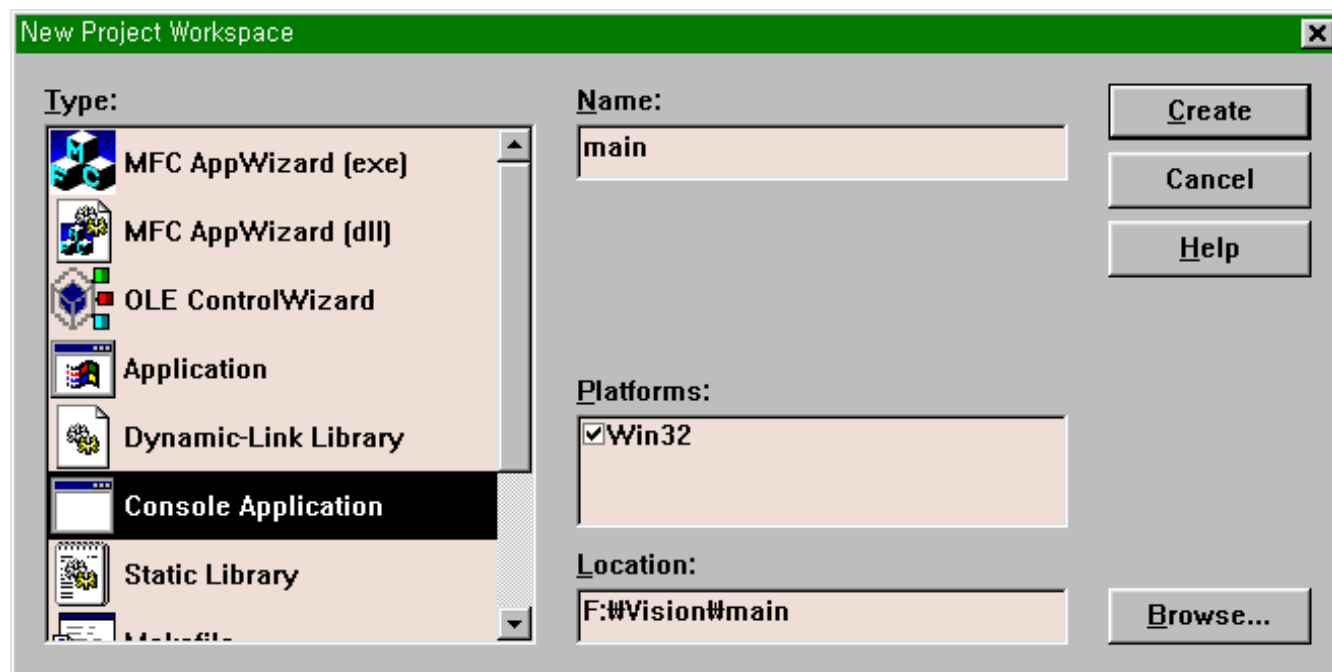 New Project Workspace
Type:
MFC AppWizard (exe)
MFC AppWizard (dll)
OLE ControlWizard
Application
Dynamic-Link Library
Console Application
Static Library
Makefile
Name:
main
Platforms:
Win32
Location:
F:₩Vision₩main
Create
Cancel
Help
Browse...